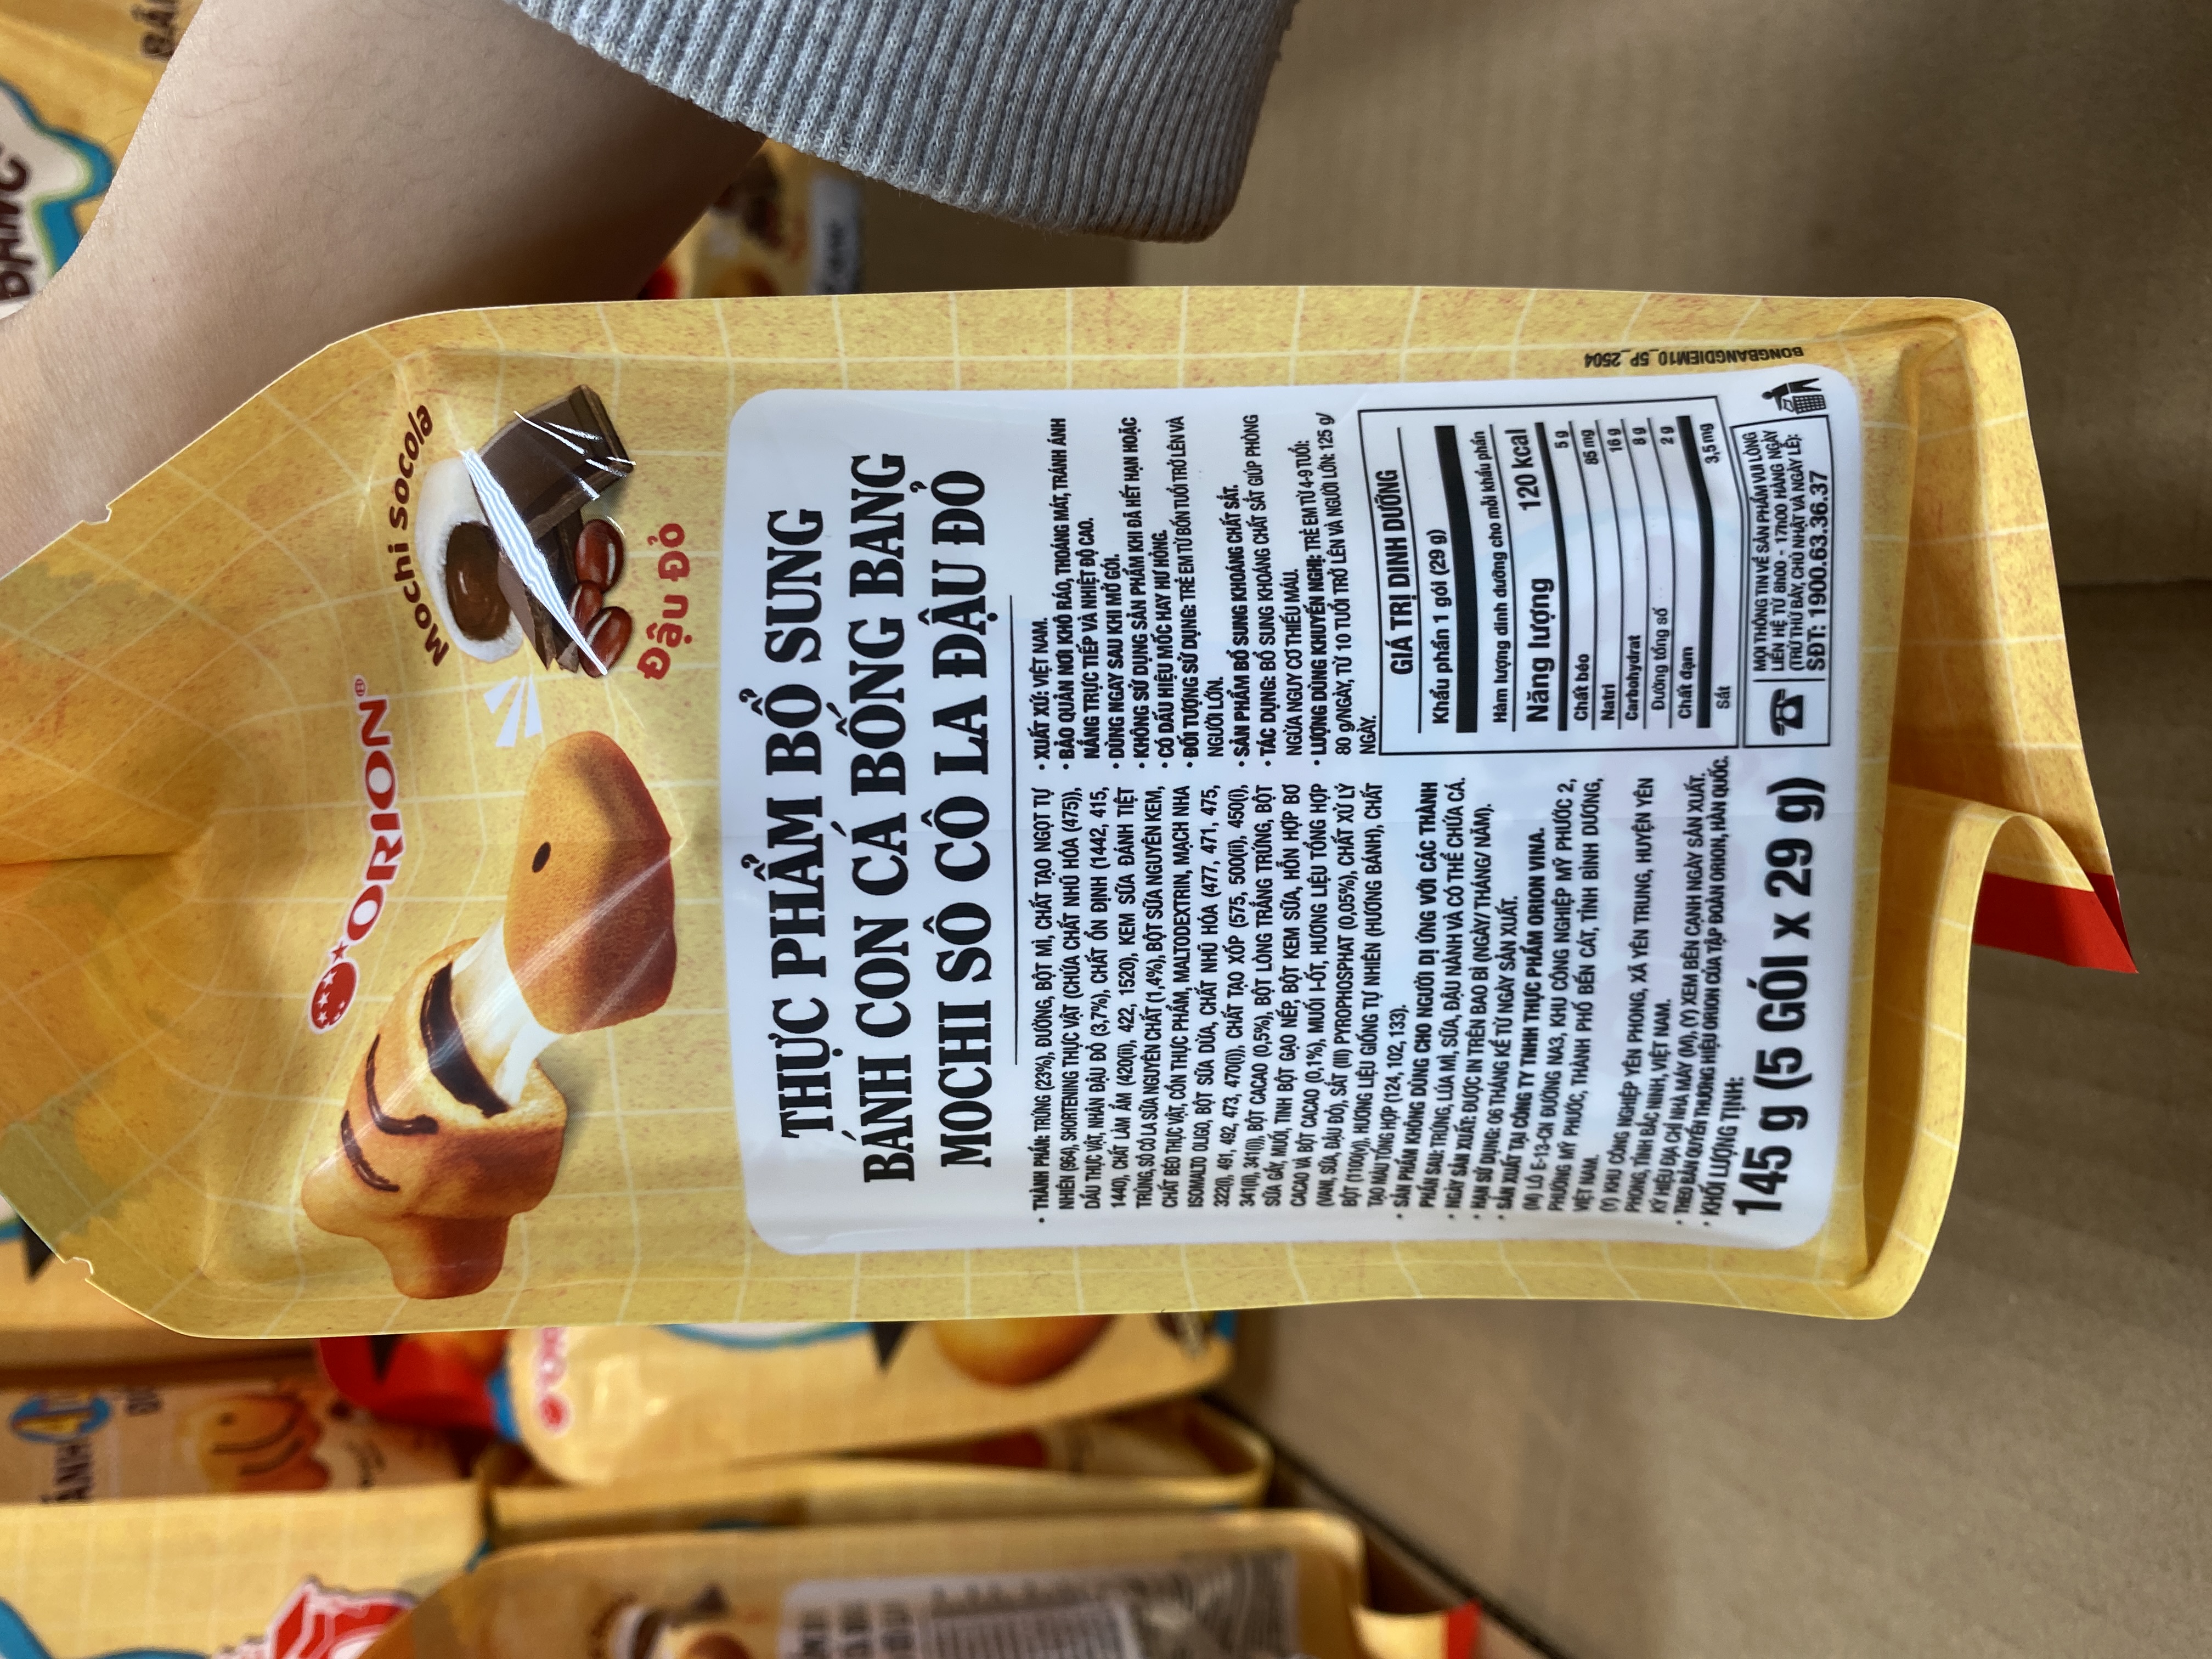 ORION®
Mochi Socola
Đậu Đỏ
THỰC PHẨM BỔ SUNG
BÁNH CON CÁ BỐNG BANG
MOCHI SÔ CÔ LA ĐẬU ĐỎ
• THÀNH PHẦN: TRỨNG (23%), ĐƯỜNG, BỘT MÌ, CHẤT TẠO NGỌT TỰ
NHIÊN (964), SHORTENING THỰC VẬT (CHỨA CHẤT NHŨ HÓA (475)),
DẦU THỰC VẬT, NHÂN ĐẬU ĐỎ (3,7%), CHẤT ỔN ĐỊNH (1442, 415,
1440), CHẤT LÀM ẨM (420(ii), 422, 1520), KEM SỮA ĐÁNH TIỆT
TRÙNG, SÔ CÔ LA SỮA NGUYÊN CHẤT (1,4%), BỘT SỮA NGUYÊN KEM,
CHẤT BÉO THỰC VẬT, CỒN THỰC PHẨM, MALTODEXTRIN, MẠCH NHA
ISOMALTO OLIGO, BỘT SỮA DỪA, CHẤT NHŨ HÓA (477, 471, 475,
322(i), 491, 492, 473, 470(i)), CHẤT TẠO XỐP (575, 500(ii), 450(i),
341(ii), 341(i)), BỘT CACAO (0,5%), BỘT LÒNG TRẮNG TRỨNG, BỘT
SỮA GẦY, MUỐI, TINH BỘT GẠO NẾP, BỘT KEM SỮA, HỖN HỢP BƠ
CACAO VÀ BỘT CACAO (0,1%), MUỐI I-ỐT, HƯƠNG LIỆU TỔNG HỢP
(VANI, SỮA, ĐẬU ĐỎ), SẮT (III) PYROPHOSPHAT (0,05%), CHẤT XỬ LÝ
BỘT (1100(v)), HƯƠNG LIỆU GIỐNG TỰ NHIÊN (HƯƠNG BÁNH), CHẤT
TẠO MÀU TỔNG HỢP (124, 102, 133).
• SẢN PHẨM KHÔNG DÙNG CHO NGƯỜI DỊ ỨNG VỚI CÁC THÀNH
PHẦN SAU: TRỨNG, LÚA MÌ, SỮA, ĐẬU NÀNH VÀ CÓ THỂ CHỨA CÁ.
• NGÀY SẢN XUẤT: ĐƯỢC IN TRÊN BAO BÌ (NGÀY/ THÁNG/ NĂM).
• HẠN SỬ DỤNG: 06 THÁNG KỂ TỪ NGÀY SẢN XUẤT.
• SẢN XUẤT TẠI CÔNG TY TNHH THỰC PHẨM ORION VINA.
(M) LÔ E-13-CN ĐƯỜNG NA3, KHU CÔNG NGHIỆP MỸ PHƯỚC 2,
PHƯỜNG MỸ PHƯỚC, THÀNH PHỐ BẾN CÁT, TỈNH BÌNH DƯƠNG,
VIỆT NAM.
(Y) KHU CÔNG NGHIỆP YÊN PHONG, XÃ YÊN TRUNG, HUYỆN YÊN
PHONG, TỈNH BẮC NINH, VIỆT NAM.
KÝ HIỆU ĐỊA CHỈ NHÀ MÁY (M), (Y) XEM BÊN CẠNH NGÀY SẢN XUẤT.
• THEO BẢN QUYỀN THƯƠNG HIỆU ORION CỦA TẬP ĐOÀN ORION, HÀN QUỐC.
• KHỐI LƯỢNG TỊNH:
145 g (5 GÓI x 29 g)
• XUẤT XỨ: VIỆT NAM.
• BẢO QUẢN NƠI KHÔ RÁO, THOÁNG MÁT, TRÁNH ÁNH
NẮNG TRỰC TIẾP VÀ NHIỆT ĐỘ CAO.
• DÙNG NGAY SAU KHI MỞ GÓI.
• KHÔNG SỬ DỤNG SẢN PHẨM KHI ĐÃ HẾT HẠN HOẶC
• CÓ DẤU HIỆU MỐC HAY HƯ HỎNG.
• ĐỐI TƯỢNG SỬ DỤNG: TRẺ EM TỪ BỐN TUỔI TRỞ LÊN VÀ
NGƯỜI LỚN.
• SẢN PHẨM BỔ SUNG KHOÁNG CHẤT SẮT.
• TÁC DỤNG: BỔ SUNG KHOÁNG CHẤT SẮT GIÚP PHÒNG
NGỪA NGUY CƠ THIẾU MÁU.
• LƯỢNG DÙNG KHUYẾN NGHỊ: TRẺ EM TỪ 4-9 TUỔI:
80 g/NGÀY, TỪ 10 TUỔI TRỞ LÊN VÀ NGƯỜI LỚN: 125 g/
NGÀY.
GIÁ TRỊ DINH DƯỠNG
Khẩu phần 1 gói (29 g)
Hàm lượng dinh dưỡng cho mỗi khẩu phần
Năng lượng 120 kcal
Chất béo 5 g
Natri 85 mg
Carbohydrat 16 g
Đường tổng số 8 g
Chất đạm 2 g
Sắt 3,5 mg
MỌI THÔNG TIN VỀ SẢN PHẨM VUI LÒNG
LIÊN HỆ TỪ 8h00 - 17h00 HÀNG NGÀY
(TRỪ THỨ BẢY, CHỦ NHẬT VÀ NGÀY LỄ):
SĐT: 1900.63.36.37
BONGBANGDIEM10_5P_2504